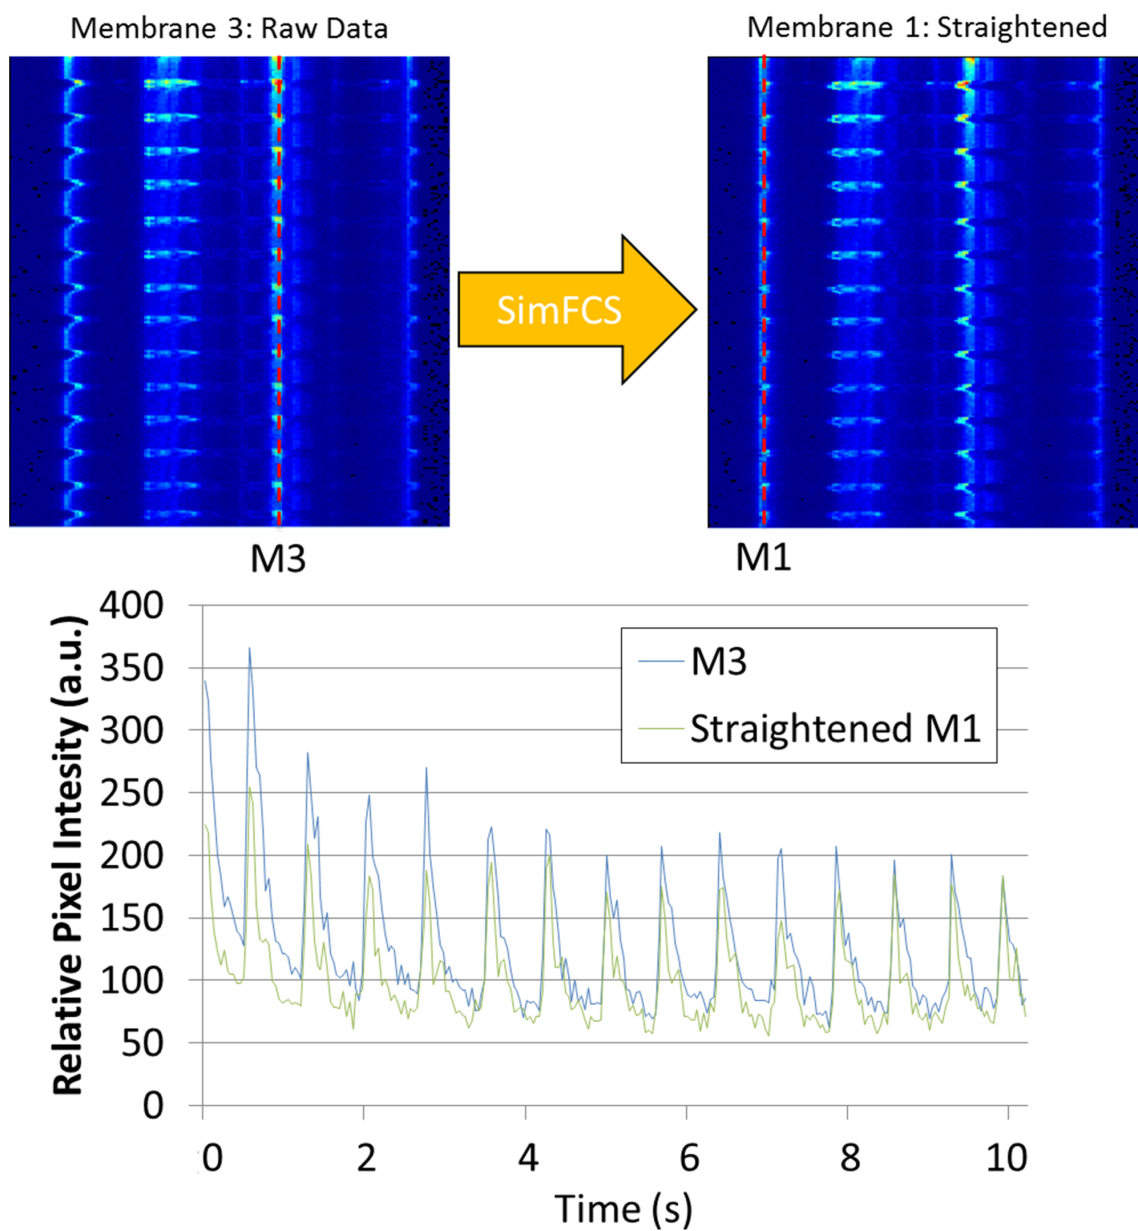 Membrane 3: Raw Data
Membrane 1: Straightened
SimFCS
M3
M1
Relative Pixel Intesity (a.u.)
400
350
300
250
200
150
100
50
0
M3
Straightened M1
0 2 4 6 8 10
Time (s)